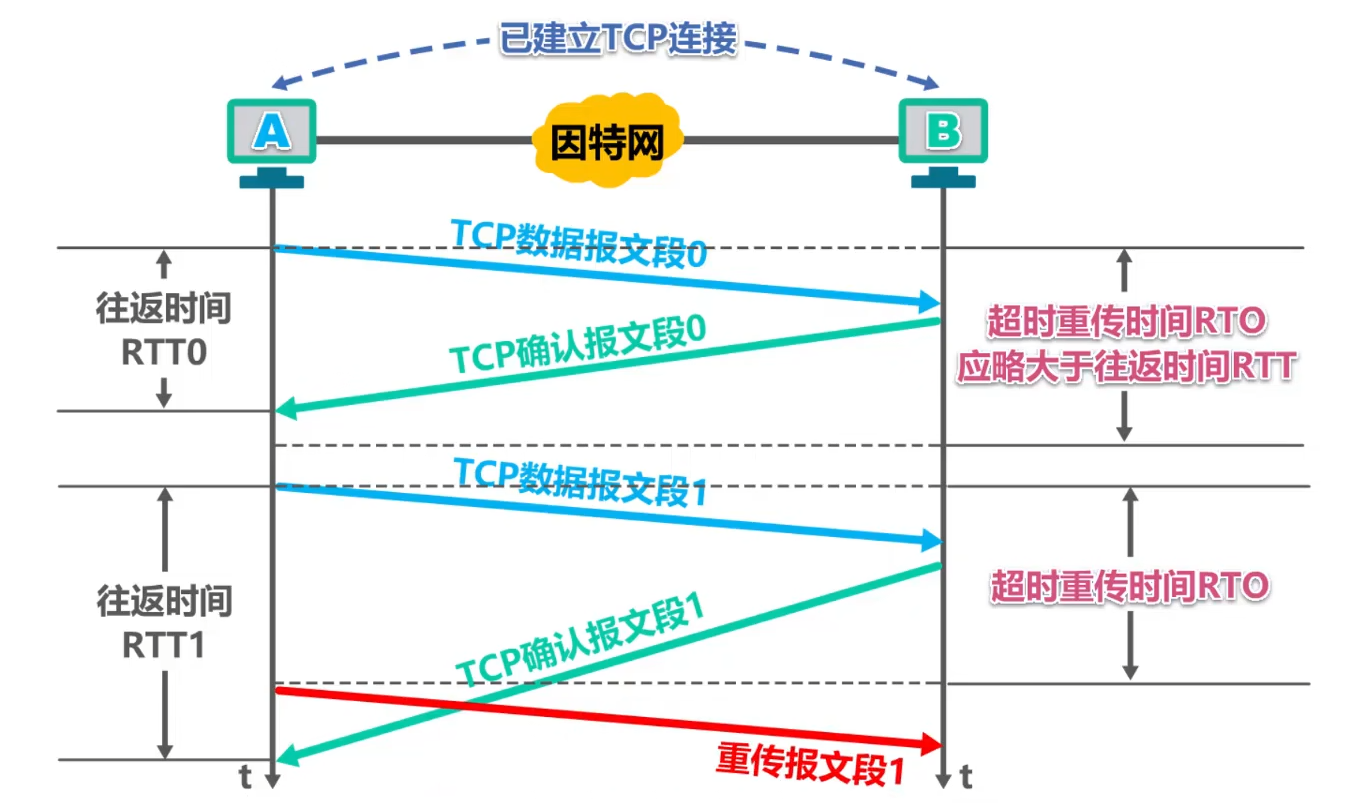 已建立TCP连接
A
因特网
B
TCP数据报文段0
往返时间
RTT0
TCP确认报文段0
超时重传时间RTO
应略大于往返时间RTT
TCP数据报文段1
往返时间
RTT1
TCP确认报文段1
超时重传时间RTO
重传报文段1
t
t